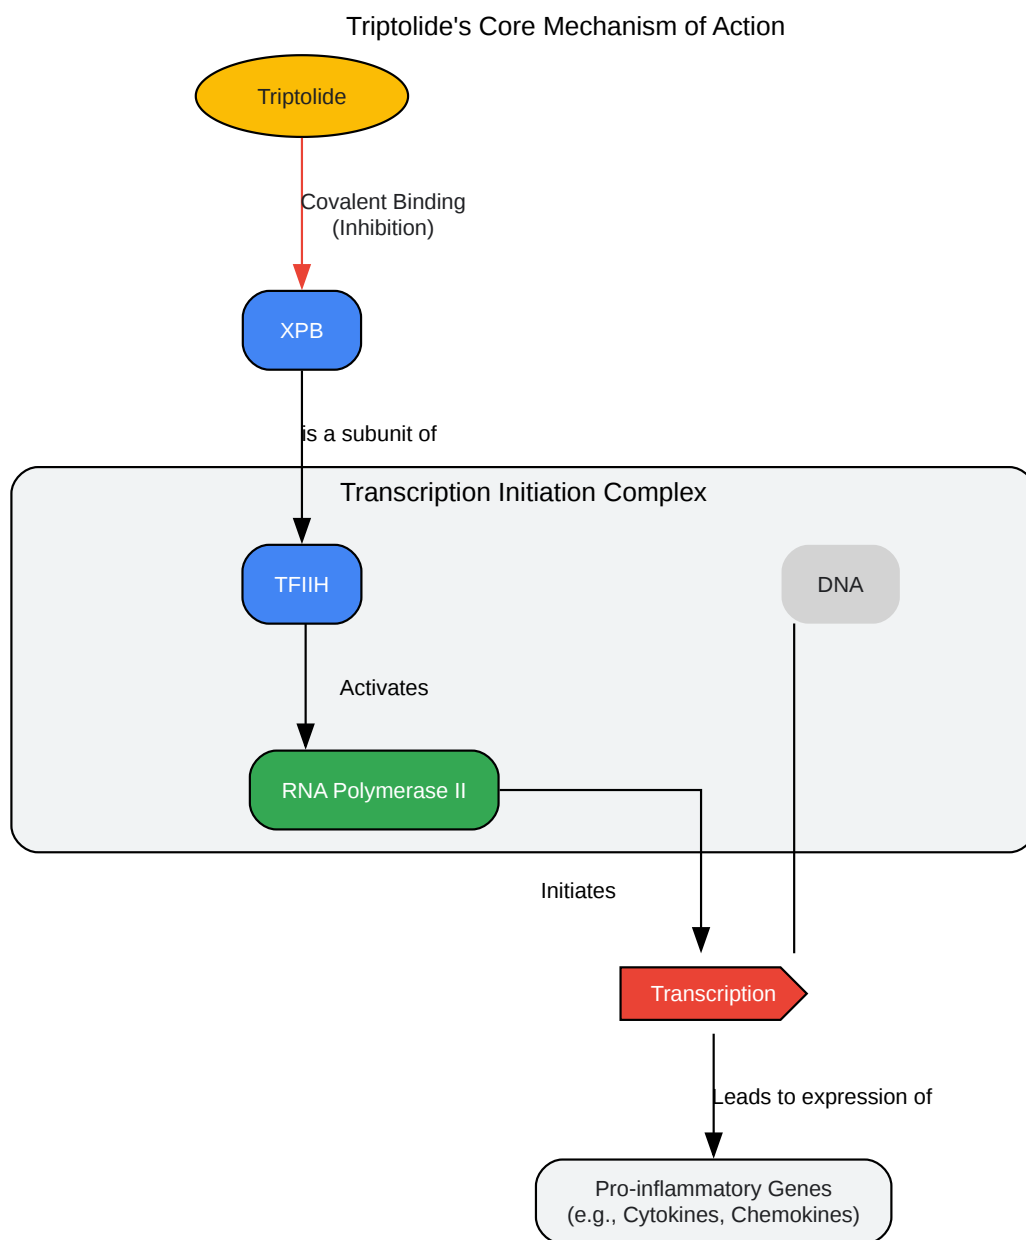 Triptolide's Core Mechanism of Action
Triptolide
Covalent Binding
(Inhibition)
XPB
is a subunit of
Transcription Initiation Complex
TFIIH
DNA
Activates
RNA Polymerase II
Initiates
Transcription
Leads to expression of
Pro-inflammatory Genes
(e.g., Cytokines, Chemokines)